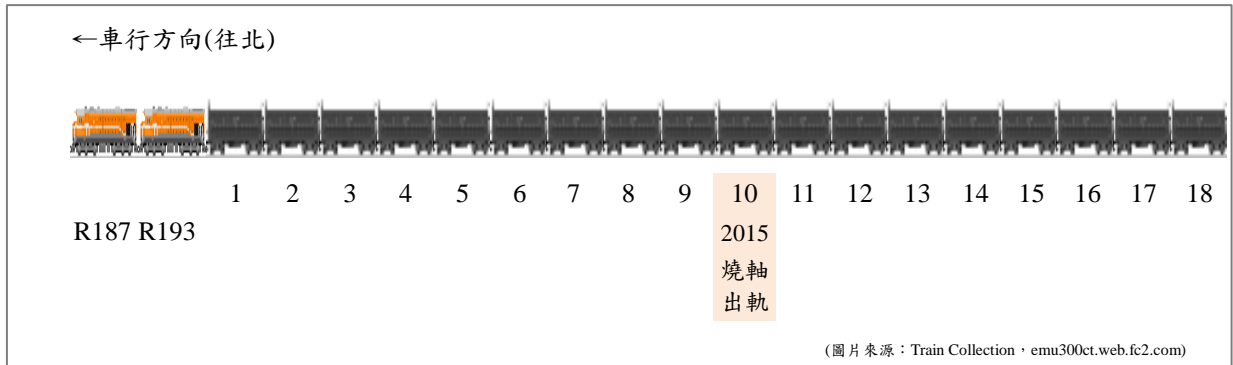 ←車行方向(往北)
1 2 3 4 5 6 7 8 9 10 11 12 13 14 15 16 17 18
R187 R193 2015
燒軸
出軌
(圖片來源：Train Collection，emu300ct.web.fc2.com)